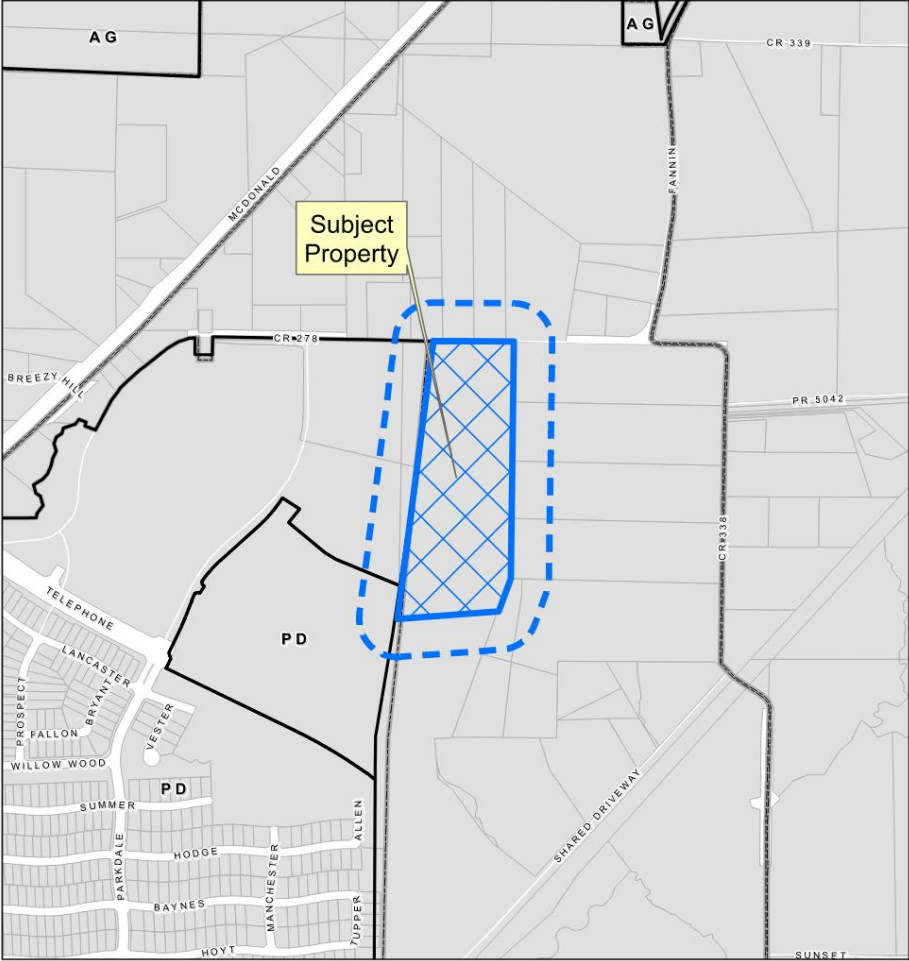 AG
AG
CR 339
MCDONALD
FANNIN
Subject
Property
CR 278
BREEZY HILL
PR 5042
CR 338
TELEPHONE
LANCASTER
PD
PROSPECT
BRYANT
VESTER
FALLON
WILLOW WOOD
PD
SUMMER
ALLEN
SHARED DRIVEWAY
PARKDALE
HODGE
MANCHESTER
BAYNES
TUPPER
HOYT
SUNSET